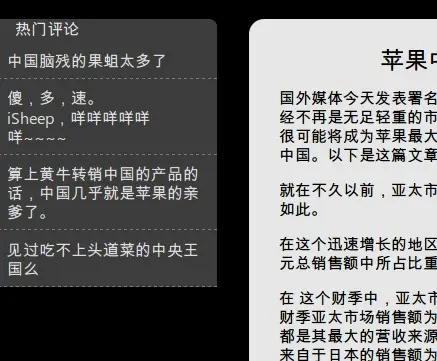 热门评论
中国脑残的果蛆太多了
傻，多，速。
iSheep，咩咩咩咩咩
咩~~~~
算上黄牛转销中国的产品的
话，中国几乎就是苹果的亲
爹了。
见过吃不上头道菜的中央王
国么
苹果中
国外媒体今天发表署名
经不再是无足轻重的市
很可能将成为苹果最大
中国。以下是这篇文章
就在不久以前，亚太市
如此。
在这个迅速增长的地区
元总销售额中所占比重
在 这个财季中，亚太市
财季亚太市场销售额为
都是其最大的营收来源
来自于日本的销售额为